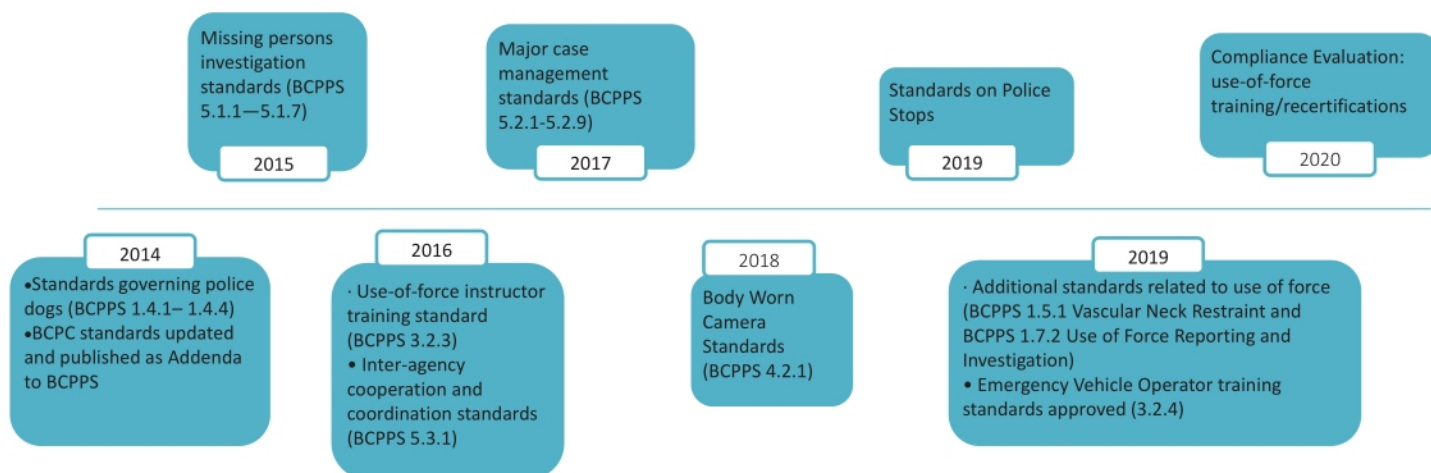 Missing persons
investigation
standards (BCPPS
5.1.1—5.1.7)
2015
Major case
management
standards (BCPPS
5.2.1-5.2.9)
2017
Standards on Police
Stops
2019
Compliance Evaluation:
use-of-force
training/recertifications
2020
2014
•Standards governing police
dogs (BCPPS 1.4.1– 1.4.4)
•BCPC standards updated
and published as Addenda
to BCPPS
2016
· Use-of-force instructor
training standard
(BCPPS 3.2.3)
• Inter-agency
cooperation and
coordination standards
(BCPPS 5.3.1)
2018
Body Worn
Camera
Standards
(BCPPS 4.2.1)
2019
· Additional standards related to use of force
(BCPPS 1.5.1 Vascular Neck Restraint and
BCPPS 1.7.2 Use of Force Reporting and
Investigation)
• Emergency Vehicle Operator training
standards approved (3.2.4)